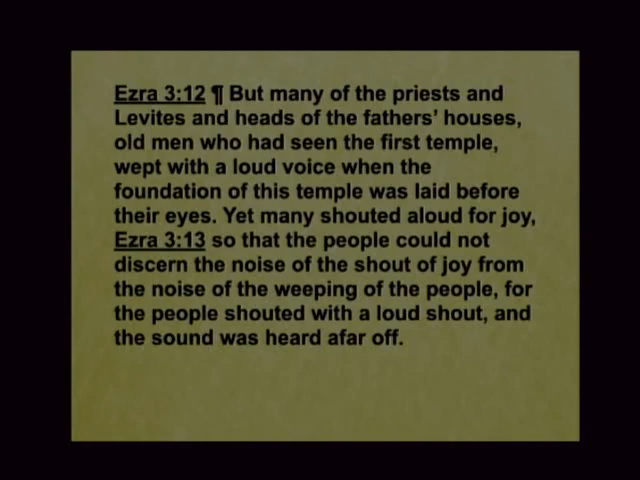 Ezra 3:12 ¶ But many of the priests and
Levites and heads of the fathers’ houses,
old men who had seen the first temple,
wept with a loud voice when the
foundation of this temple was laid before
their eyes. Yet many shouted aloud for joy,
Ezra 3:13 so that the people could not
discern the noise of the shout of joy from
the noise of the weeping of the people, for
the people shouted with a loud shout, and
the sound was heard afar off.